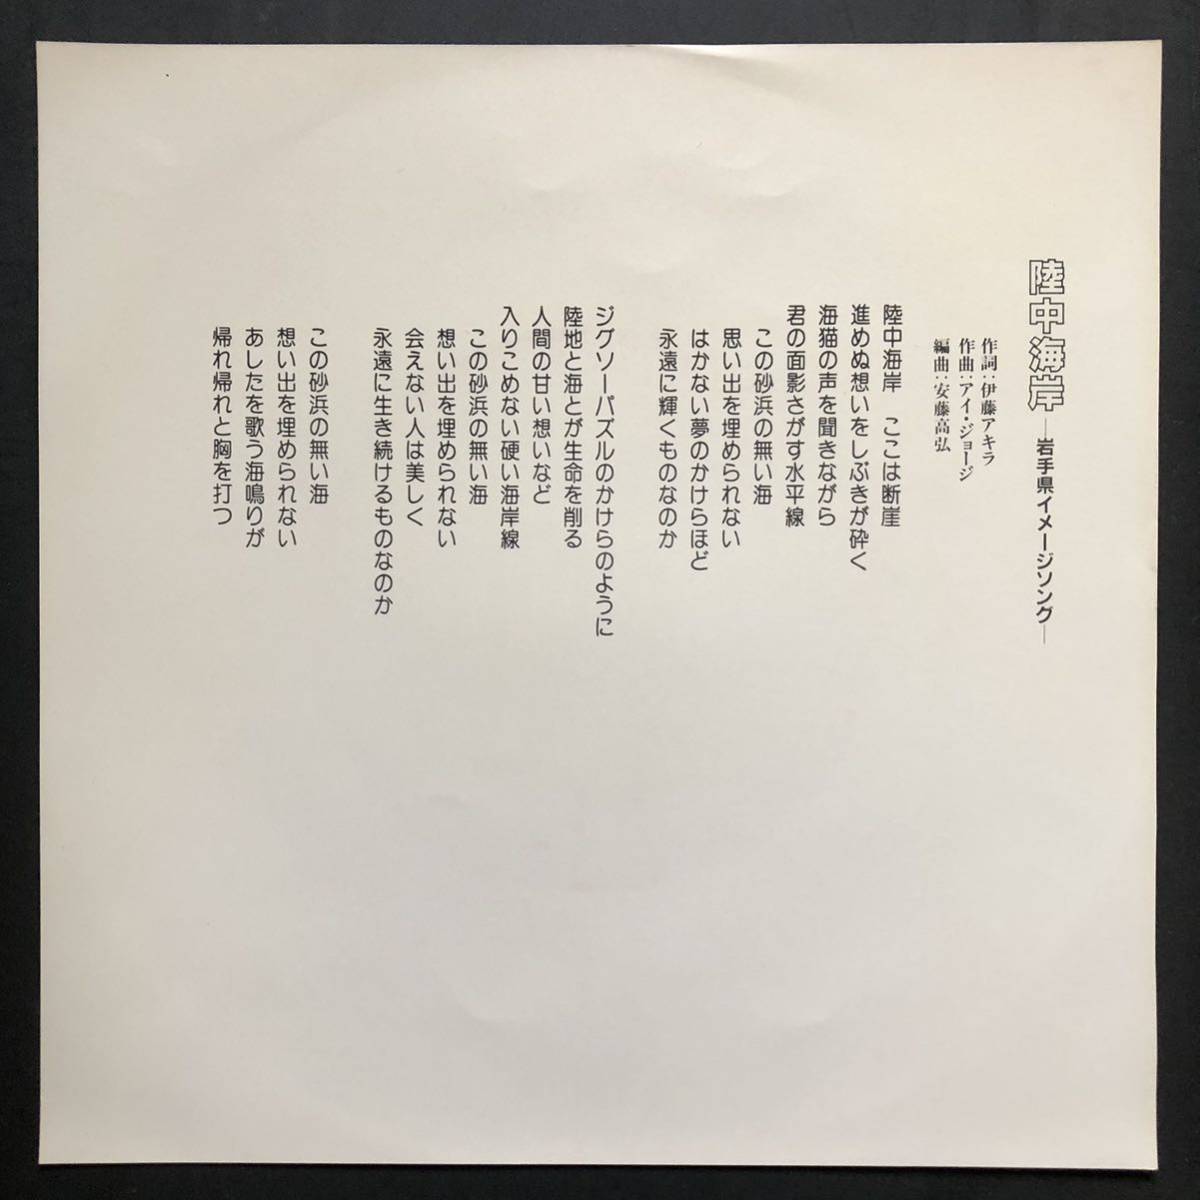 陸中海岸―岩手県イメージソング―
作詞：伊藤アキラ
作曲：アイ・ジョージ
編曲：安藤高弘
陸中海岸　ここは断崖
進めぬ想いをしぶきが砕く
海猫の声を聞きながら
君の面影さがす水平線
この砂浜の無い海
思い出を埋められない
はかない夢のかけらほど
永遠に輝くものなのか
ジグソーパズルのかけらのように
陸地と海とが生命を削る
人間の甘い想いなど
入りこめない硬い海岸線
この砂浜の無い海
想い出を埋められない
会えない人は美しく
永遠に生き続けるものなのか
この砂浜の無い海
想い出を埋められない
あしたを歌う海鳴りが
帰れ帰れと胸を打つ